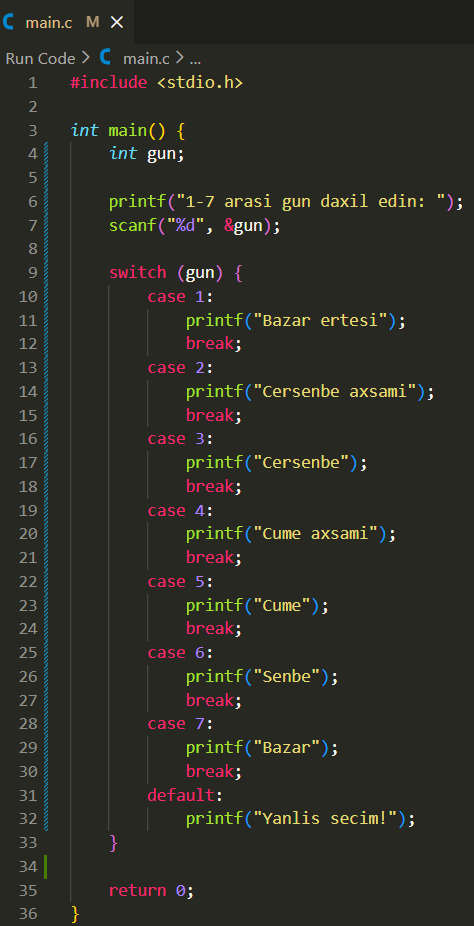 main.c M
Run Code > main.c > ...
1 #include <stdio.h>
2
3 int main() {
4     int gun;
5
6     printf("1-7 arasi gun daxil edin: ");
7     scanf("%d", &gun);
8
9     switch (gun) {
10         case 1:
11             printf("Bazar ertesi");
12             break;
13         case 2:
14             printf("Cersenbe axsami");
15             break;
16         case 3:
17             printf("Cersenbe");
18             break;
19         case 4:
20             printf("Cume axsami");
21             break;
22         case 5:
23             printf("Cume");
24             break;
25         case 6:
26             printf("Senbe");
27             break;
28         case 7:
29             printf("Bazar");
30             break;
31         default:
32             printf("Yanlis secim!");
33     }
34
35     return 0;
36 }